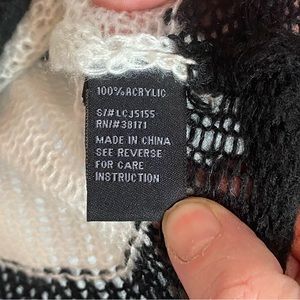 100% ACRYLIC
S/#LCJ5155
RN/#38171
MADE IN CHINA
SEE REVERSE
FOR CARE
INSTRUCTION